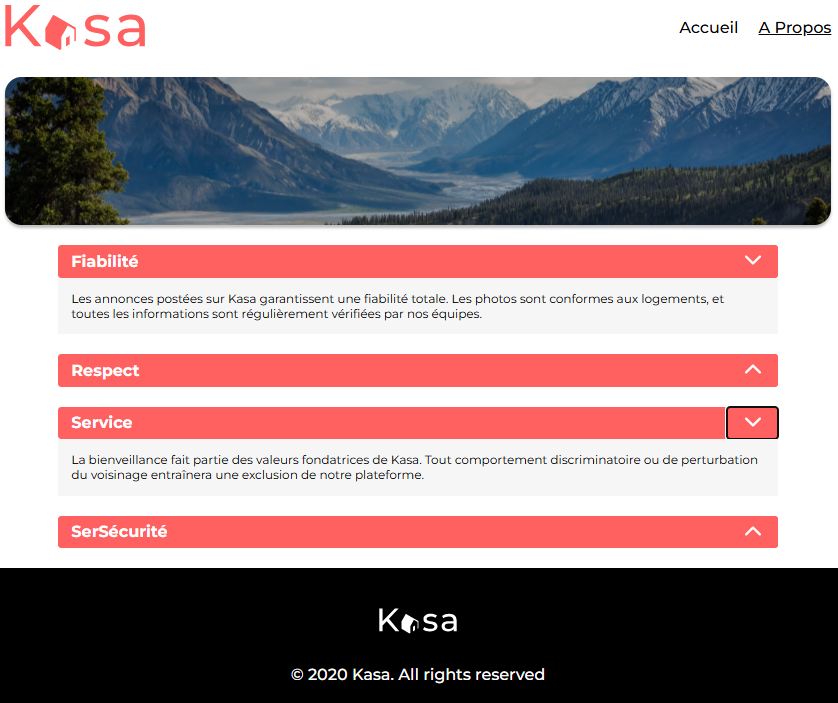 Kasa
Accueil A Propos
Fiabilité
Les annonces postées sur Kasa garantissent une fiabilité totale. Les photos sont conformes aux logements, et
toutes les informations sont régulièrement vérifiées par nos équipes.
Respect
Service
La bienveillance fait partie des valeurs fondatrices de Kasa. Tout comportement discriminatoire ou de perturbation
du voisinage entraînera une exclusion de notre plateforme.
SerSécurité
Kasa
© 2020 Kasa. All rights reserved